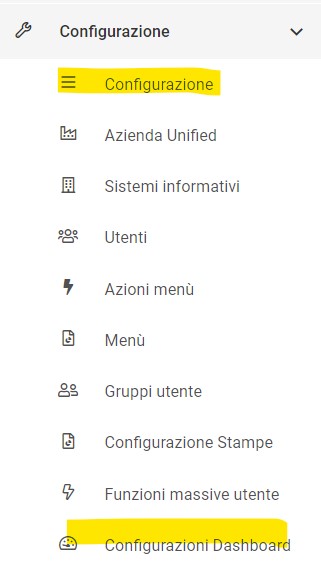 Configurazione
Configurazione
Azienda Unified
Sistemi informativi
Utenti
Azioni menù
Menù
Gruppi utente
Configurazione Stampe
Funzioni massive utente
Configurazioni Dashboard